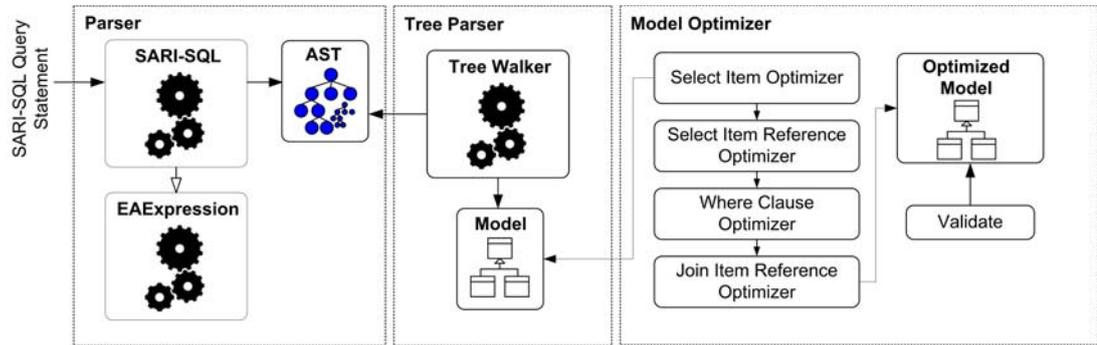 SARI-SQL Query
Statement
Parser
SARI-SQL
AST
EAExpression
Tree Parser
Tree Walker
Model
Model Optimizer
Select Item Optimizer
Select Item Reference
Optimizer
Where Clause
Optimizer
Join Item Reference
Optimizer
Optimized
Model
Validate